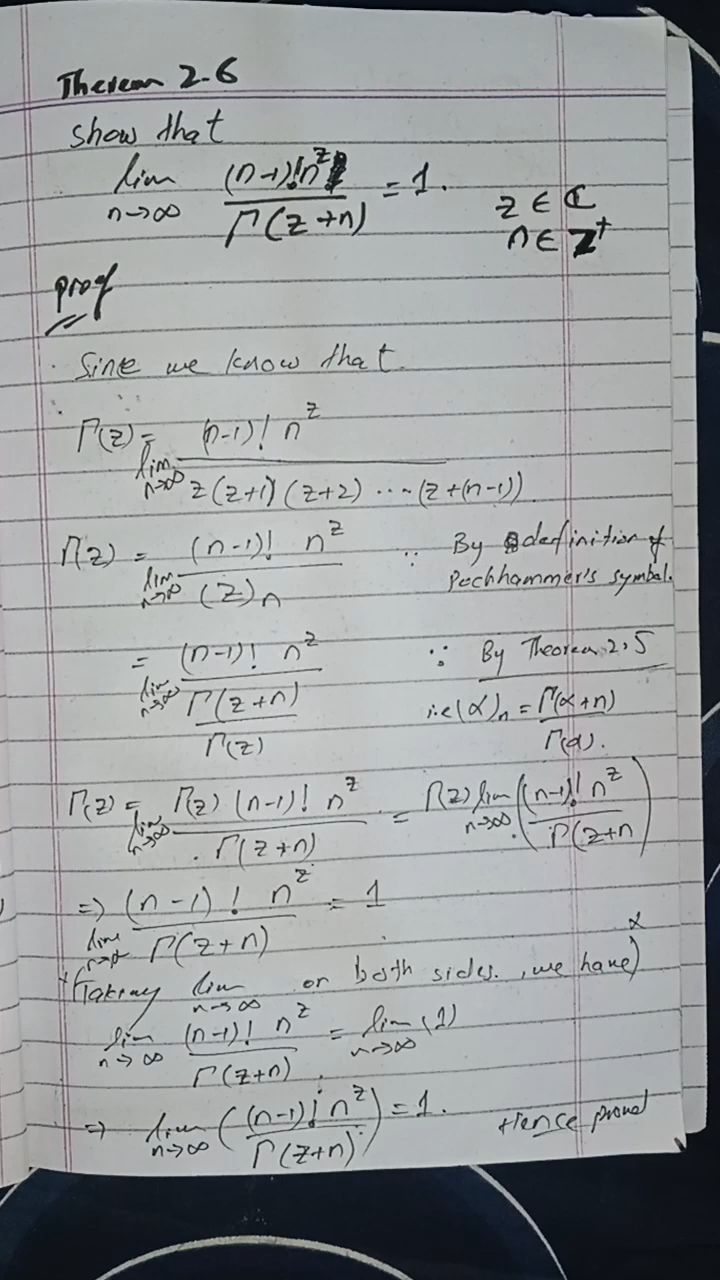 Theorem 2.6
show that
lim n→∞ (n-1)! n^z / Γ(z+n) = 1.
z ∈ ℂ
n ∈ Z⁺
proof
Since we know that
Γ(z) = lim n→∞ (n-1)! n^z / z(z+1)(z+2) ... (z+(n-1))
Γ(z) = lim n→∞ (n-1)! n^z / (z)n ∵ By definition of Pochhammer's symbol.
= lim n→∞ (n-1)! n^z / (Γ(z+n) / Γ(z)) ∵ By Theorem 2.5
i.e (α)n = Γ(α+n) / Γ(α).
Γ(z) = lim n→∞ Γ(z) (n-1)! n^z / Γ(z+n) = Γ(z) lim n→∞ ((n-1)! n^z / Γ(z+n)
⇒ lim n→∞ (n-1)! n^z / Γ(z+n) = 1
(Taking lim n→∞ on both sides, we have)
lim n→∞ (n-1)! n^z / Γ(z+n) = lim n→∞ (1)
⇒ lim n→∞ ((n-1)! n^z / Γ(z+n)) = 1. Hence proved